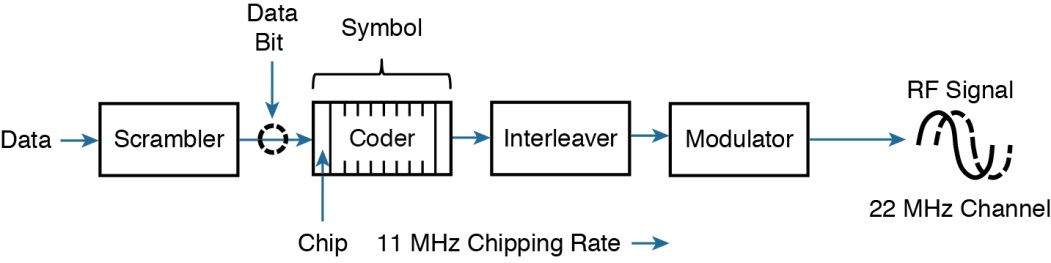 Data
Bit
Symbol
Data
Scrambler
Coder
Interleaver
Modulator
RF Signal
22 MHz Channel
Chip
11 MHz Chipping Rate